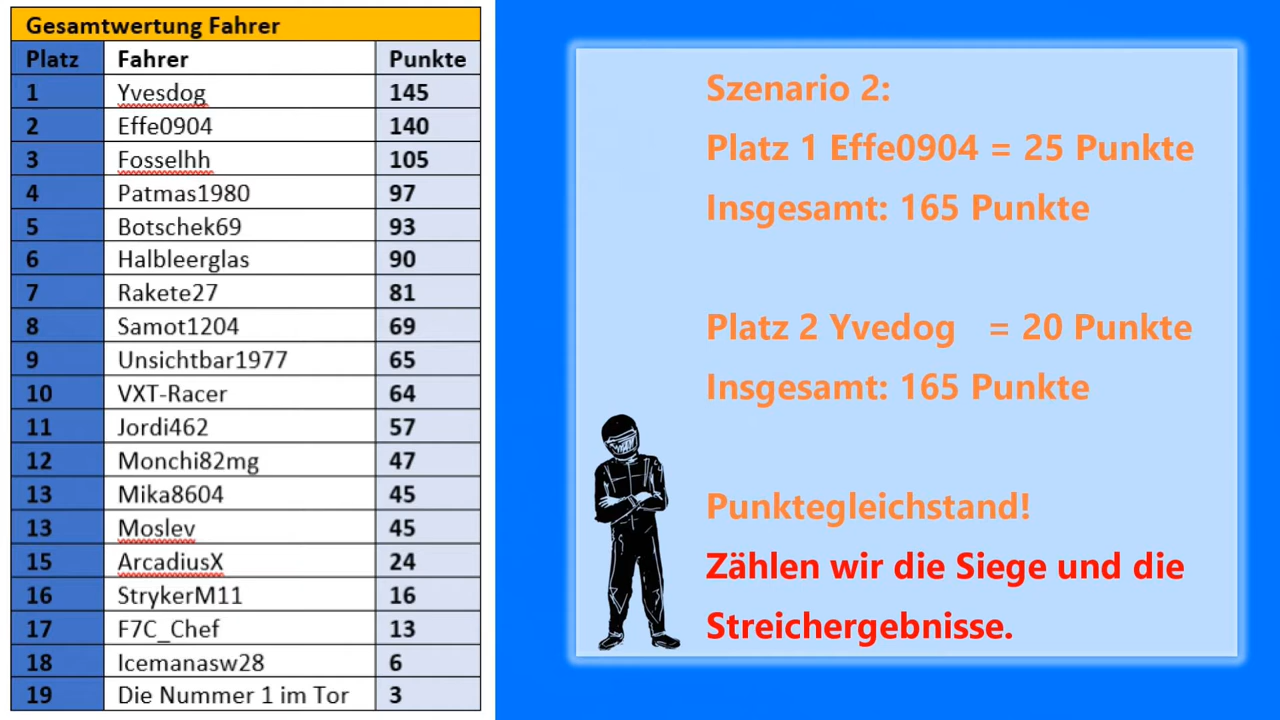 Gesamtwertung Fahrer
Platz Fahrer Punkte
1 Yvesdog 145
2 Effe0904 140
3 Fosselhh 105
4 Patmas1980 97
5 Botschek69 93
6 Halbleerglas 90
7 Rakete27 81
8 Samot1204 69
9 Unsichtbar1977 65
10 VXT-Racer 64
11 Jordi462 57
12 Monchi82mg 47
13 Mika8604 45
13 Moslev 45
15 ArcadiusX 24
16 StrykerM11 16
17 F7C_Chef 13
18 Icemanasw28 6
19 Die Nummer 1 im Tor 3
Szenario 2:
Platz 1 Effe0904 = 25 Punkte
Insgesamt: 165 Punkte
Platz 2 Yvedog = 20 Punkte
Insgesamt: 165 Punkte
Punktegleichstand!
Zählen wir die Siege und die
Streichergebnisse.